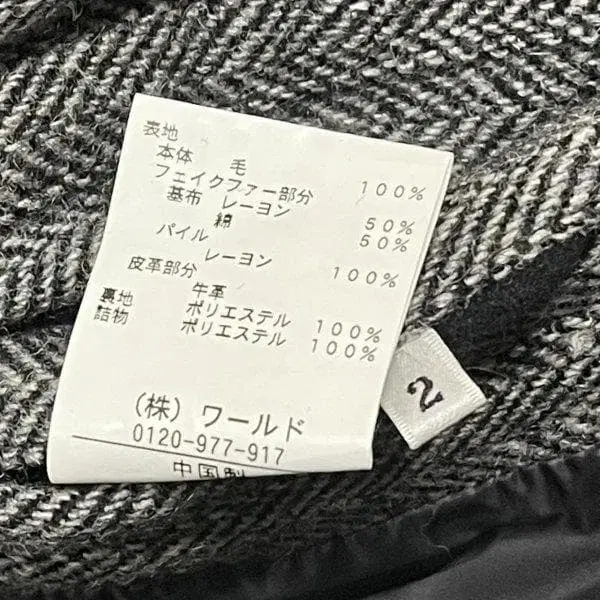 表地
本体 毛 100%
フェイクファー部分
基布 レーヨン 50%
綿 50%
パイル
レーヨン 100%
皮革部分
牛革
裏地 ポリエステル 100%
詰物 ポリエステル 100%
(株) ワールド
0120-977-917
中国製
2